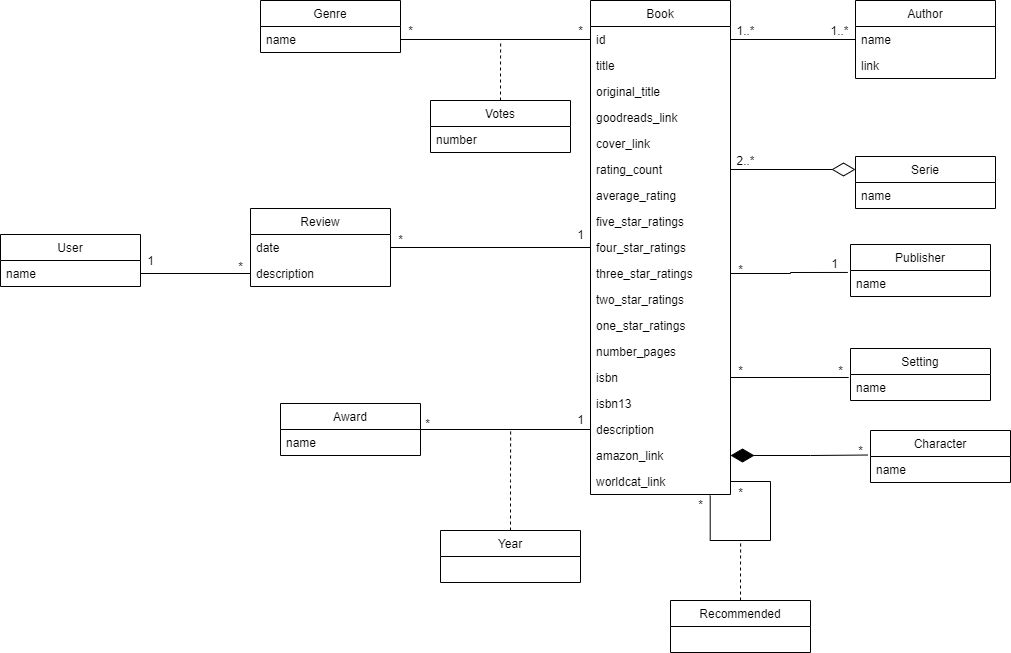 Genre
name
*
*
Votes
number
Book
id
title
original_title
goodreads_link
cover_link
rating_count
average_rating
five_star_ratings
four_star_ratings
three_star_ratings
two_star_ratings
one_star_ratings
number_pages
isbn
isbn13
description
amazon_link
worldcat_link
1..*
1..*
Author
name
link
2..*
Serie
name
User
name
1
*
Review
date
description
*
1
*
1
Publisher
name
*
*
Setting
name
Award
name
*
1
*
Character
name
*
*
Year
Recommended